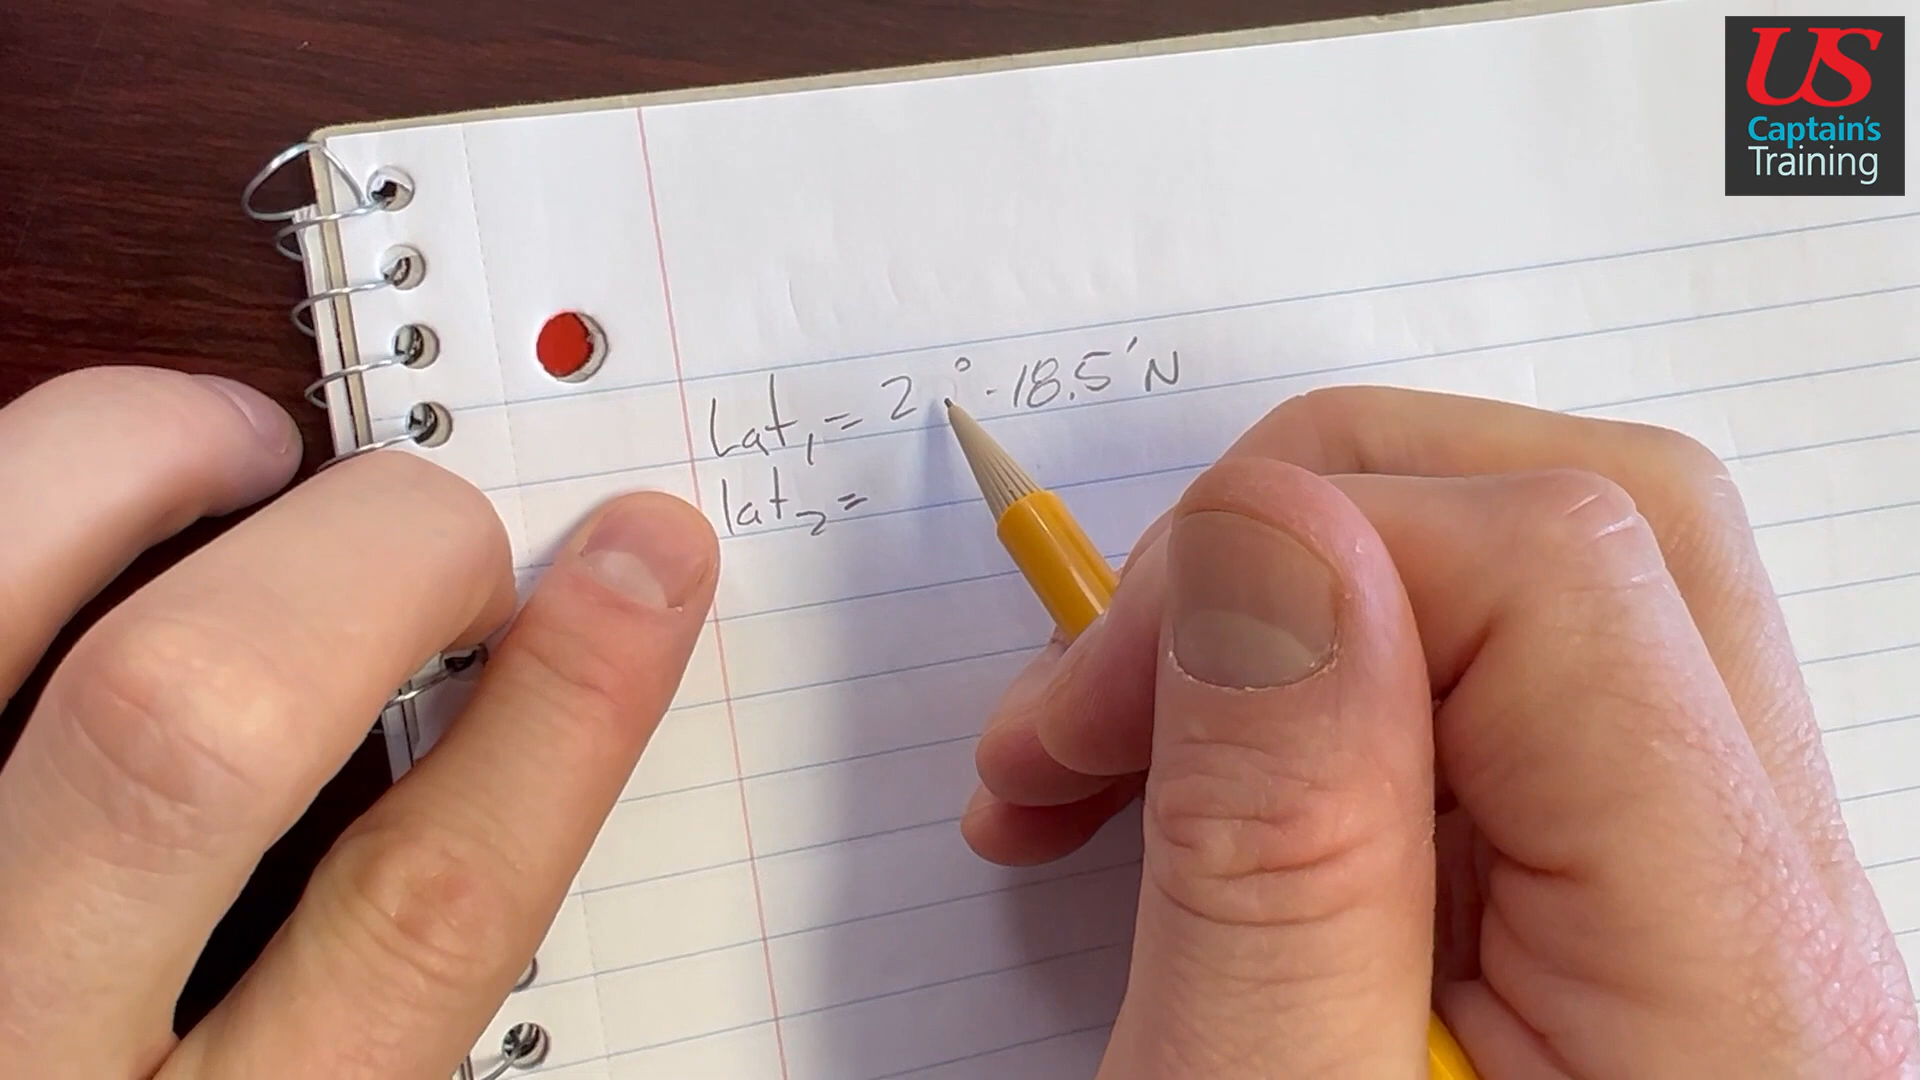 US
Captain's
Training
Lat₁ = 2 °-18.5'N
lat₂ =